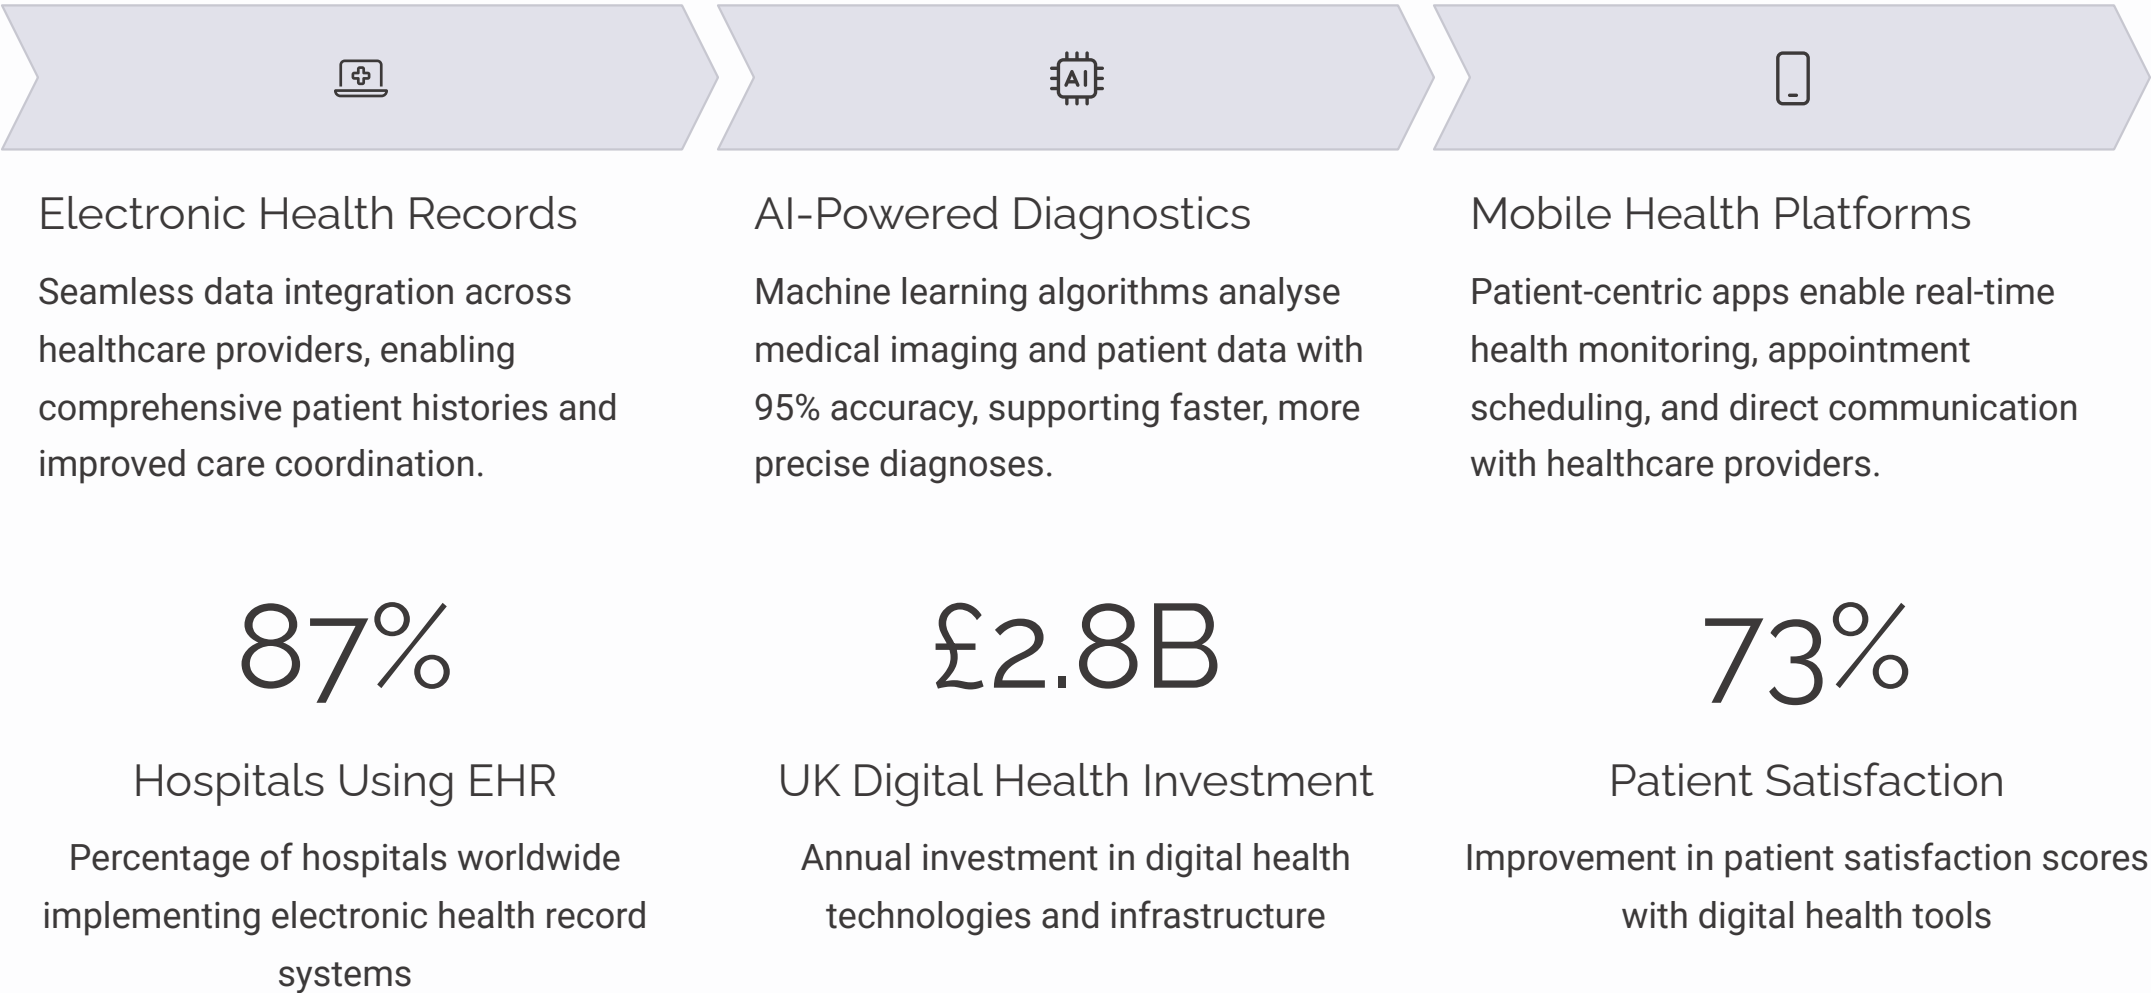 AI
Electronic Health Records
Seamless data integration across
healthcare providers, enabling
comprehensive patient histories and
improved care coordination.
AI-Powered Diagnostics
Machine learning algorithms analyse
medical imaging and patient data with
95% accuracy, supporting faster, more
precise diagnoses.
Mobile Health Platforms
Patient-centric apps enable real-time
health monitoring, appointment
scheduling, and direct communication
with healthcare providers.
87%
Hospitals Using EHR
Percentage of hospitals worldwide
implementing electronic health record
systems
£2.8B
UK Digital Health Investment
Annual investment in digital health
technologies and infrastructure
73%
Patient Satisfaction
Improvement in patient satisfaction scores
with digital health tools